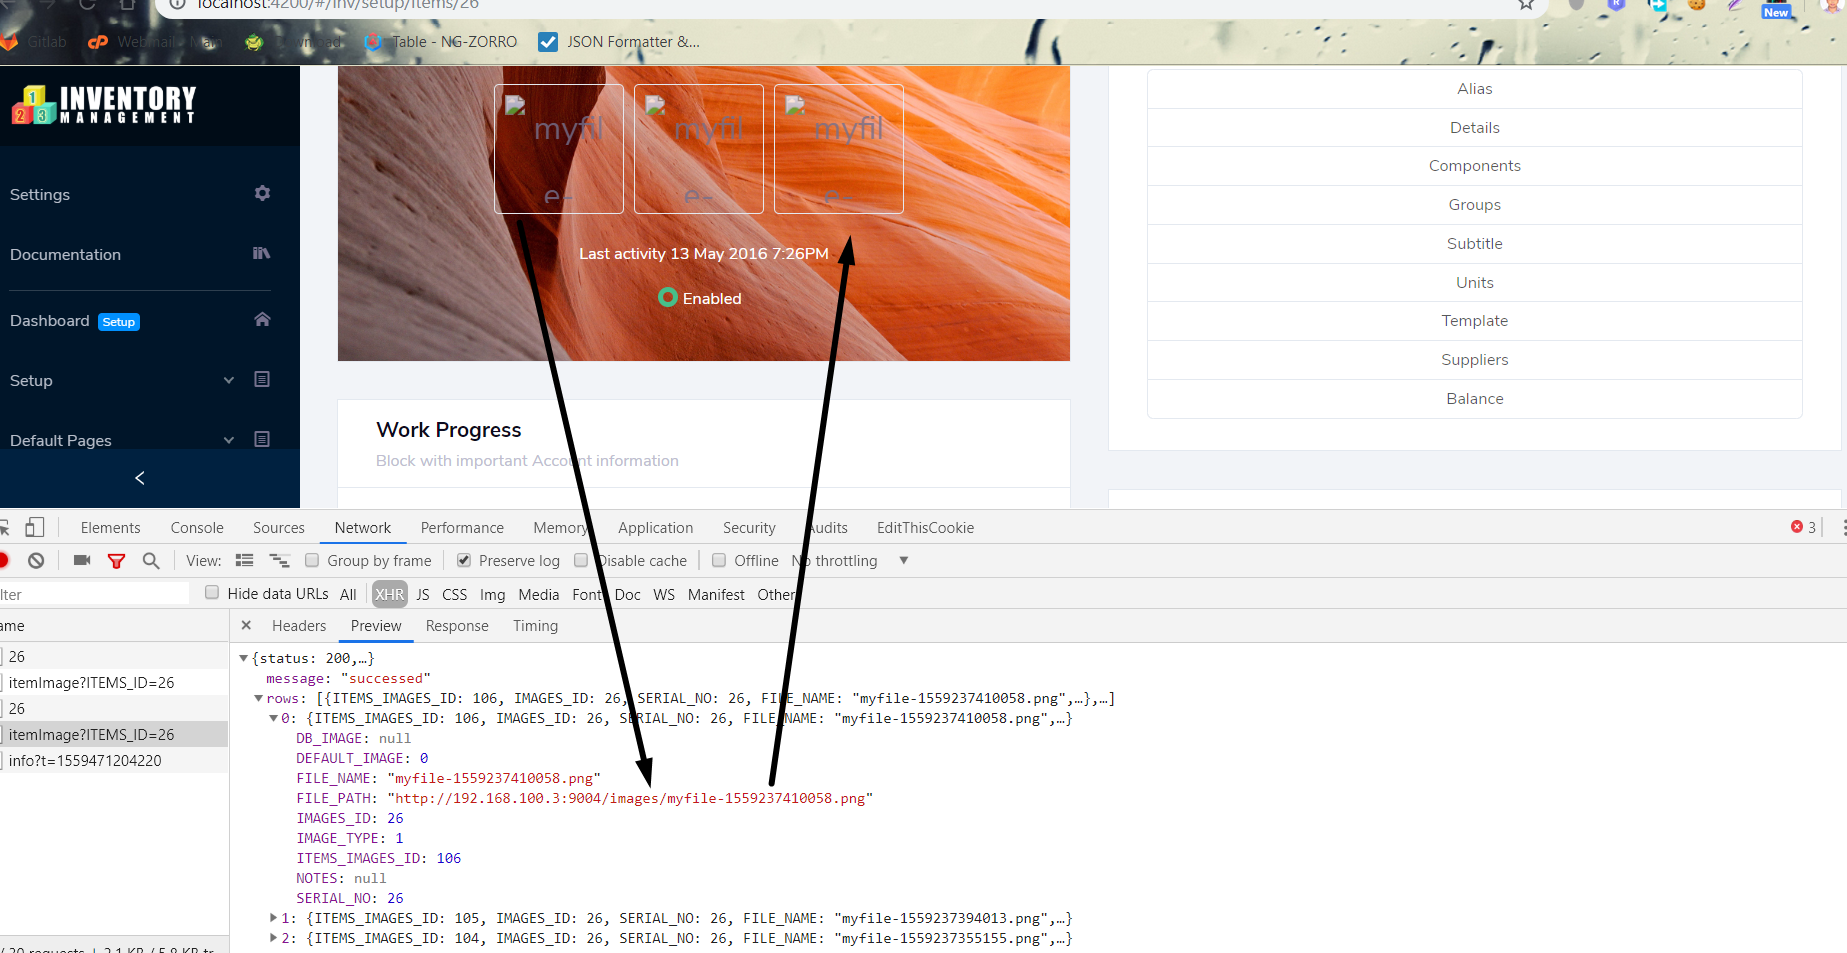 localhost:4200/#/inv/setup/items/26
Gitlab
Webmail - Main
Download
Table - NG-ZORRO
JSON Formatter &...
New
1 2 3 INVENTORY
MANAGEMENT
Settings
Documentation
Dashboard Setup
Setup
Default Pages
myfil
e-
myfil
e-
myfil
e-
Last activity 13 May 2016 7:26PM
Enabled
Work Progress
Block with important Account information
Alias
Details
Components
Groups
Subtitle
Units
Template
Suppliers
Balance
Elements Console Sources Network Performance Memory Application Security Audits EditThisCookie 3
View: Group by frame Preserve log Disable cache Offline No throttling
lter Hide data URLs All XHR JS CSS Img Media Font Doc WS Manifest Other
ame
26
itemImage?ITEMS_ID=26
26
itemImage?ITEMS_ID=26
info?t=1559471204220
/ 30 requests 2.1 KB / 5.8 KB tr
× Headers Preview Response Timing
{status: 200,…}
message: "successed"
rows: [{ITEMS_IMAGES_ID: 106, IMAGES_ID: 26, SERIAL_NO: 26, FILE_NAME: "myfile-1559237410058.png",…},…]
0: {ITEMS_IMAGES_ID: 106, IMAGES_ID: 26, SERIAL_NO: 26, FILE_NAME: "myfile-1559237410058.png",…}
DB_IMAGE: null
DEFAULT_IMAGE: 0
FILE_NAME: "myfile-1559237410058.png"
FILE_PATH: "http://192.168.100.3:9004/images/myfile-1559237410058.png"
IMAGES_ID: 26
IMAGE_TYPE: 1
ITEMS_IMAGES_ID: 106
NOTES: null
SERIAL_NO: 26
1: {ITEMS_IMAGES_ID: 105, IMAGES_ID: 26, SERIAL_NO: 26, FILE_NAME: "myfile-1559237394013.png",…}
2: {ITEMS_IMAGES_ID: 104, IMAGES_ID: 26, SERIAL_NO: 26, FILE_NAME: "myfile-1559237355155.png",…}